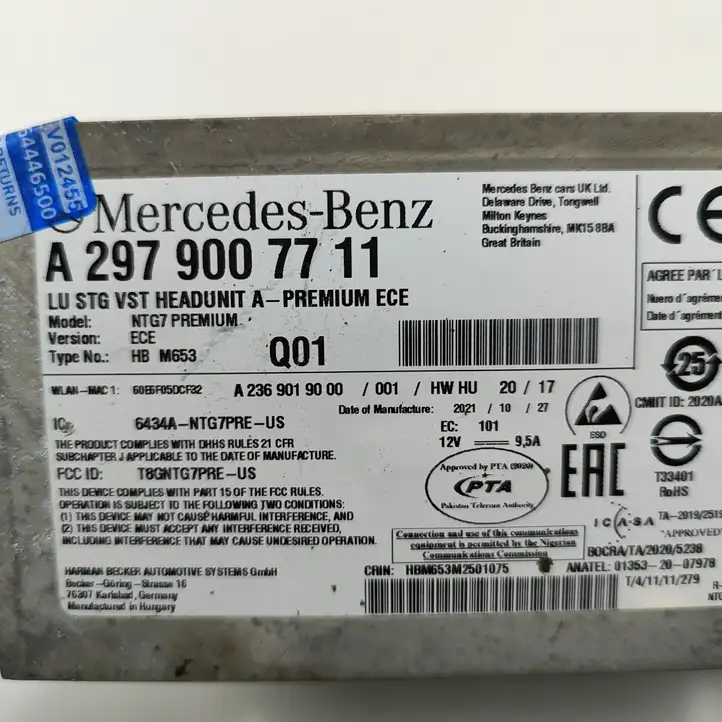 V012455
64446500
RETURNS
Mercedes-Benz
A 297 900 77 11
LU STG VST HEADUNIT A-PREMIUM ECE
Model: NTG7 PREMIUM
Version: ECE
Type No.: HB M653
Q01
Mercedes Benz cars UK Ltd.
Delaware Drive, Tongwell
Milton Keynes
Buckinghamshire, MK15 8BA
Great Britain
CE
AGREE PAR L
Numero d'agréme
Date d'agrément
25
CMIIT ID: 2020A
WLAN-MAC1: 60E6F05DCF32
A 236 901 90 00 / 001 / HW HU 20 / 17
Date of Manufacture: 2021 / 10 / 27
IC: 6434A-NTG7PRE-US
EC: 101
12V 9,5A
THE PRODUCT COMPLIES WITH DHHS RULES 21 CFR
SUBCHAPTER J APPLICABLE TO THE DATE OF MANUFACTURE.
FCC ID: T8GNTG7PRE-US
THIS DEVICE COMPLIES WITH PART 15 OF THE FCC RULES.
OPERATION IS SUBJECT TO THE FOLLOWING TWO CONDITIONS:
(1) THIS DEVICE MAY NOT CAUSE HARMFUL INTERFERENCE, AND
(2) THIS DEVICE MUST ACCEPT ANY INTERFERENCE RECEIVED,
INCLUDING INTERFERENCE THAT MAY CAUSE UNDESIRED OPERATION.
Approved by PTA (2020)
PTA
Pakistan Telecom Authority
ESD
EAC
T33401
RoHS
ICASA
TA-2019/2519
"APPROVED"
Connection and use of this communications
equipment is permitted by the Nigerian
Communications Commission
BOCRA/TA/2020/5238
HARMAN BECKER AUTOMOTIVE SYSTEMS GmbH
Becker-Göring-Strasse 16
76307 Karlsbad, Germany
Manufactured in Hungary
CRIN: HBM653M2501075
ANATEL: 01353-20-07978
T/4/11/11/279
R-
NTG